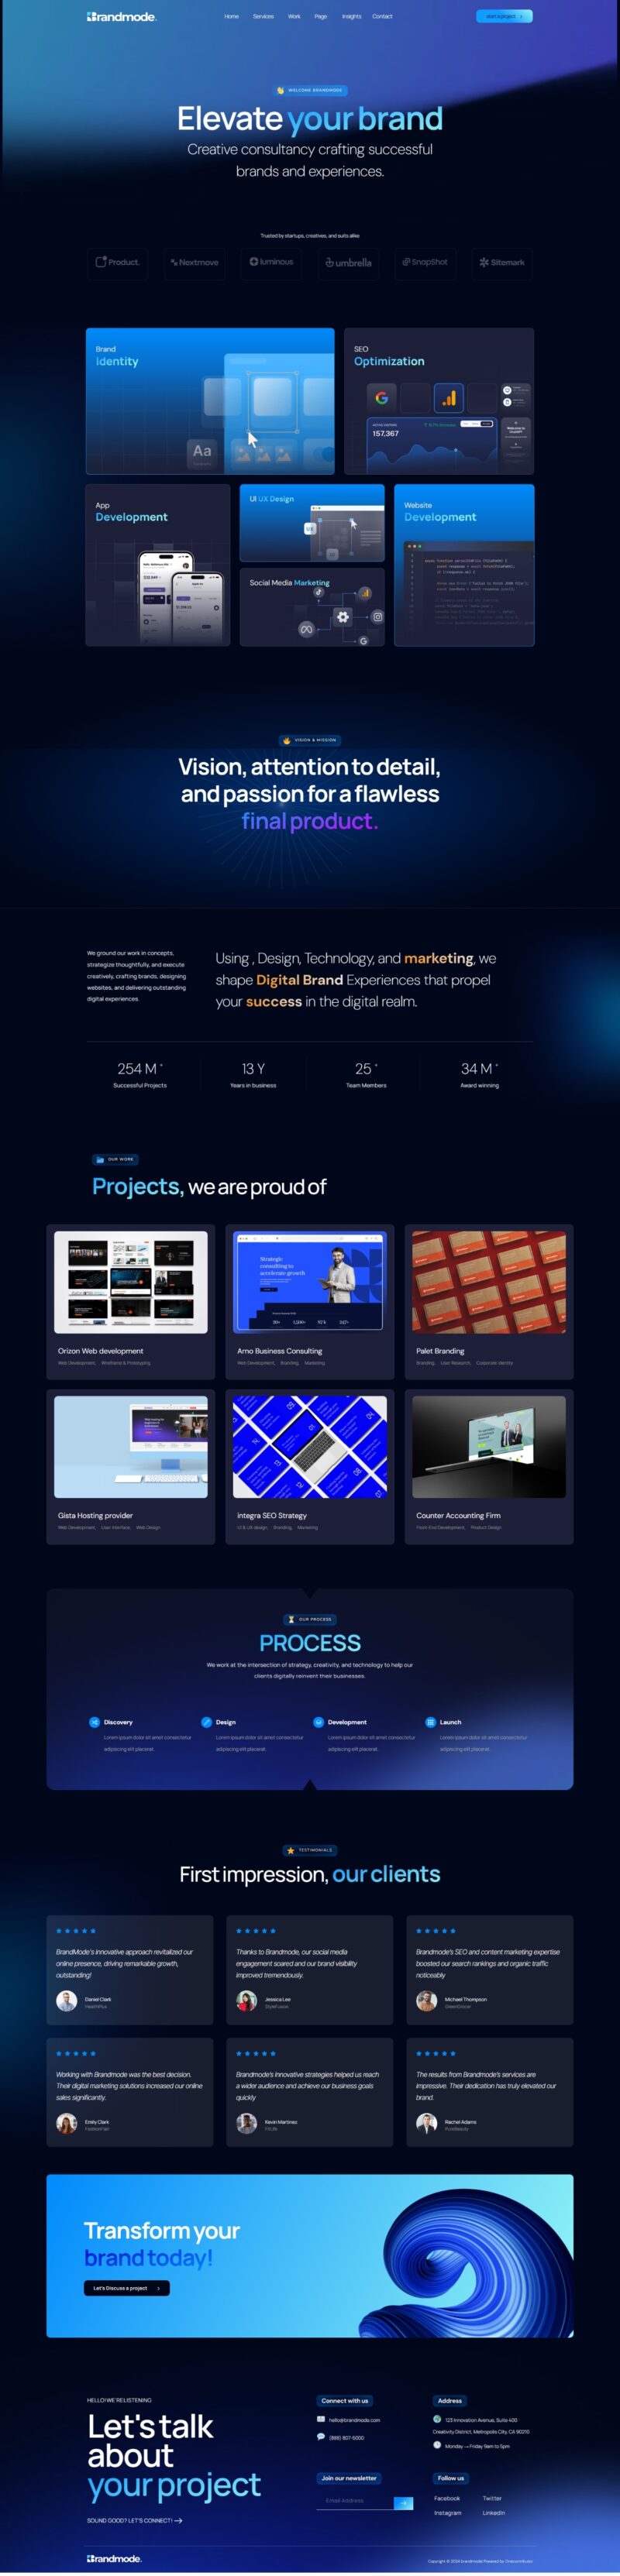 Brandmode.
Home Services Work Page Insights Contact
start a project
WELCOME BRANDMODE
Elevate your brand
Creative consultancy crafting successful
brands and experiences.
Trusted by startups, creatives, and suits alike
Product. Nextmove luminous umbrella SnapShot Sitemark
Brand
Identity
Aa
SEO
Optimization
ACTIVE VISITORS
157,367
App
Development
UI UX Design
UX
Social Media Marketing
Website
Development
VISION & MISSION
Vision, attention to detail,
and passion for a flawless
final product.
We ground our work in concepts,
strategize thoughtfully, and execute
creatively, crafting brands, designing
websites, and delivering outstanding
digital experiences.
Using , Design, Technology, and marketing, we
shape Digital Brand Experiences that propel
your success in the digital realm.
254 M +
Successful Projects
13 Y
Years in business
25 +
Team Members
34 M +
Award winning
OUR WORK
Projects, we are proud of
Strategic
consulting to
accelerate growth
Orizon Web development
Web Development, Wireframe & Prototyping
Arno Business Consulting
Web Development, Branding, Marketing
Palet Branding
Branding, User Research, Corporate Identity
Gista Hosting provider
Web Development, User Interface, Web Design
integra SEO Strategy
UI & UX design, Branding, Marketing
Counter Accounting Firm
Front-End Development, Product Design
OUR PROCESS
PROCESS
We work at the intersection of strategy, creativity, and technology to help our
clients digitally reinvent their businesses.
Discovery
Lorem ipsum dolor sit amet consectetur
adipiscing elit placerat.
Design
Lorem ipsum dolor sit amet consectetur
adipiscing elit placerat.
Development
Lorem ipsum dolor sit amet consectetur
adipiscing elit placerat.
Launch
Lorem ipsum dolor sit amet consectetur
adipiscing elit placerat.
TESTIMONIALS
First impression, our clients
BrandMode's innovative approach revitalized our
online presence, driving remarkable growth,
outstanding!
Daniel Clark
HealthPlus
Thanks to Brandmode, our social media
engagement soared and our brand visibility
improved tremendously.
Jessica Lee
StyleFusion
Brandmode's SEO and content marketing expertise
boosted our search rankings and organic traffic
noticeably
Michael Thompson
GreenGrocer
Working with Brandmode was the best decision.
Their digital marketing solutions increased our online
sales significantly.
Emily Clark
FashionFlair
Brandmode's innovative strategies helped us reach
a wider audience and achieve our business goals
quickly
Kevin Martinez
FitLife
The results from Brandmode's services are
impressive. Their dedication has truly elevated our
brand.
Rachel Adams
PureBeauty
Transform your
brand today!
Let's Discuss a project
HELLO! WE'RE LISTENING
Let's talk
about
your project
SOUND GOOD? LET'S CONNECT!
Connect with us
hello@brandmode.com
(888) 807-5000
Address
123 Innovation Avenue, Suite 400
Creativity District, Metropolis City, CA 90210
Monday → Friday 9am to 5pm
Join our newsletter
Email Address
Follow us
Facebook Twitter
Instagram LinkedIn
Brandmode.